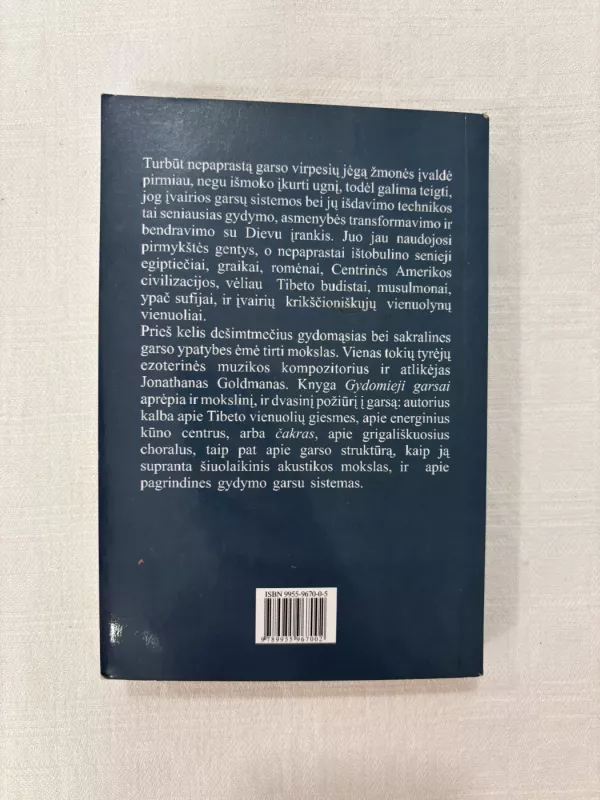 Turbūt nepaprastą garso virpesių jėgą žmonės įvaldė
pirmiau, negu išmoko įkurti ugnį, todėl galima teigti,
jog įvairios garsų sistemos bei jų išdavimo technikos
tai seniausias gydymo, asmenybės transformavimo ir
bendravimo su Dievu įrankis. Juo jau naudojosi
pirmykštės gentys, o nepaprastai ištobulino senieji
egiptiečiai, graikai, romėnai, Centrinės Amerikos
civilizacijos, vėliau Tibeto budistai, musulmonai,
ypač sufijai, ir įvairių krikščioniškųjų vienuolynų
vienuoliai.
Prieš kelis dešimtmečius gydomąsias bei sakralines
garso ypatybes ėmė tirti mokslas. Vienas tokių tyrėjų
ezoterinės muzikos kompozitorius ir atlikėjas
Jonathanas Goldmanas. Knyga Gydomieji garsai
aprėpia ir mokslinį, ir dvasinį požiūrį į garsą: autorius
kalba apie Tibeto vienuolių giesmes, apie energinius
kūno centrus, arba čakras, apie grigališkuosius
choralus, taip pat apie garso struktūrą, kaip ją
supranta šiuolaikinis akustikos mokslas, ir apie
pagrindines gydymo garsu sistemas.
ISBN 9955-9670-0-5
9 789955 967002